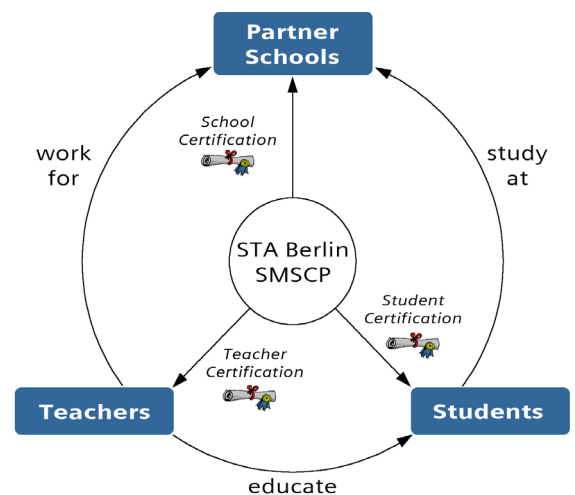 Partner
Schools
School
Certification
work
for
study
at
STA Berlin
SMSCP
Student
Certification
Teacher
Certification
Teachers
Students
educate